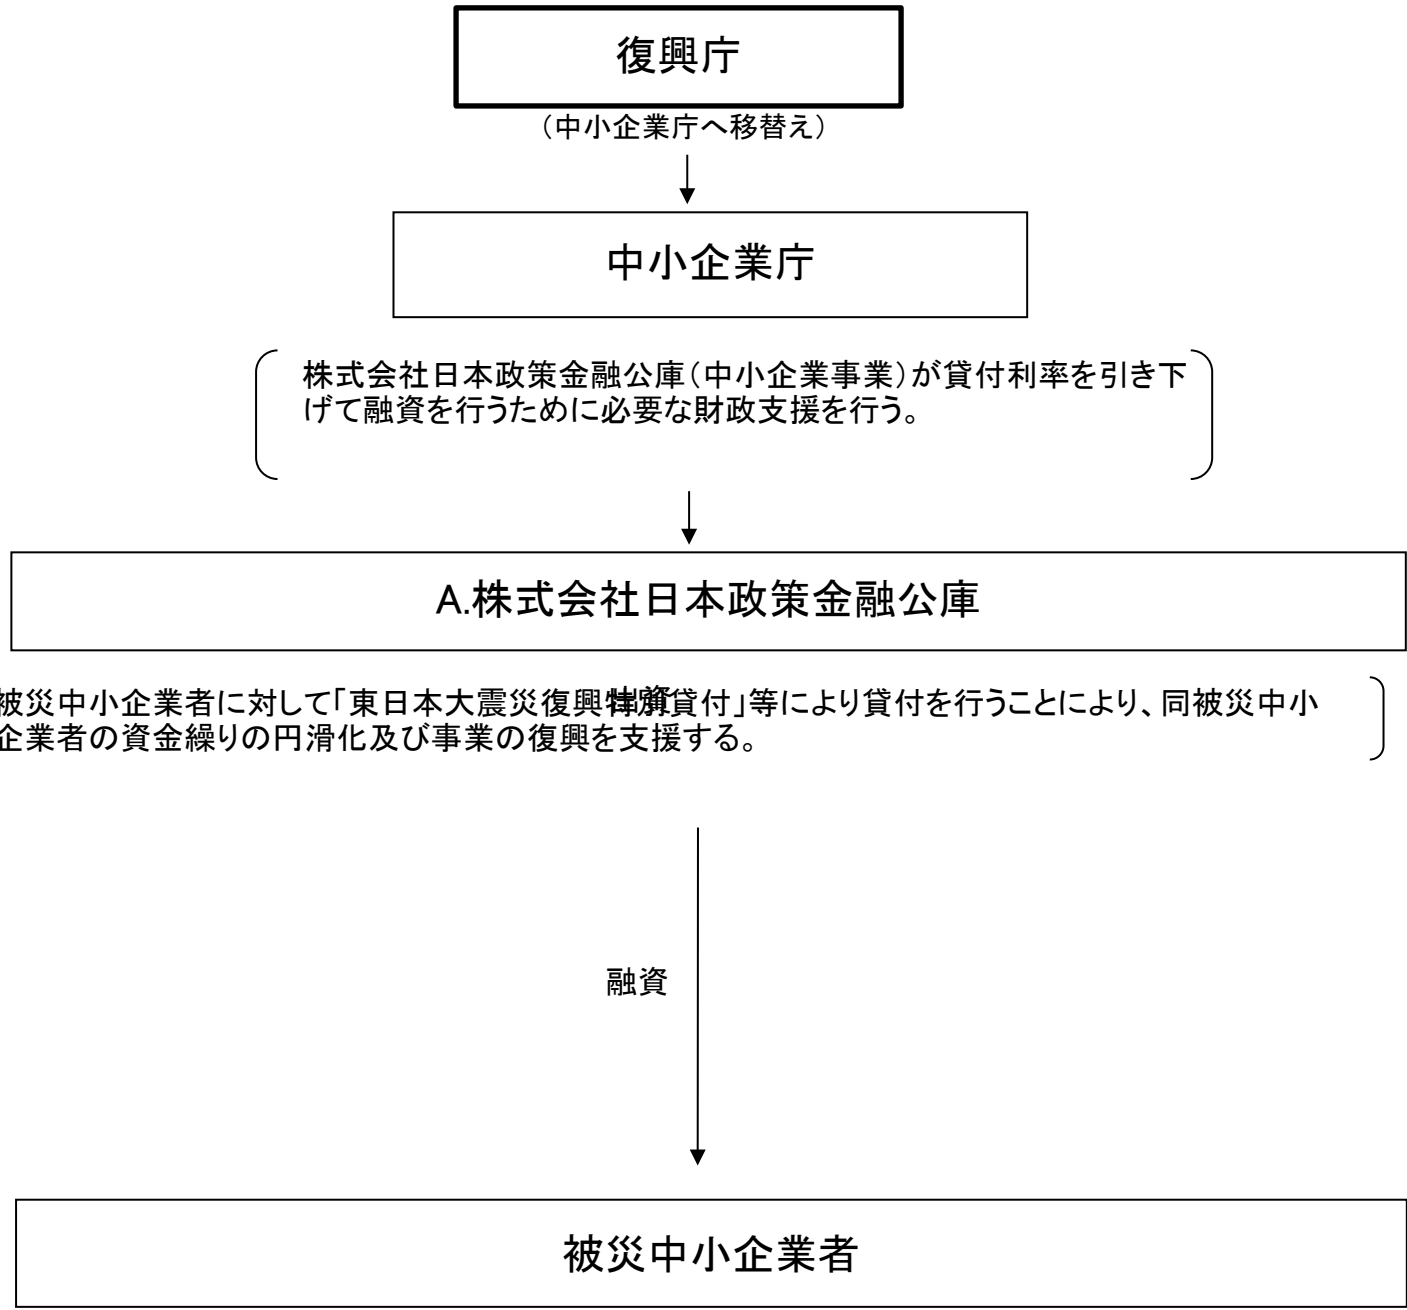 復興庁
（中小企業庁へ移替え）
中小企業庁
株式会社日本政策金融公庫（中小企業事業）が貸付利率を引き下
げて融資を行うために必要な財政支援を行う。
A.株式会社日本政策金融公庫
被災中小企業者に対して「東日本大震災復興特別貸付」等により貸付を行うことにより、同被災中小
企業者の資金繰りの円滑化及び事業の復興を支援する。
融資
被災中小企業者